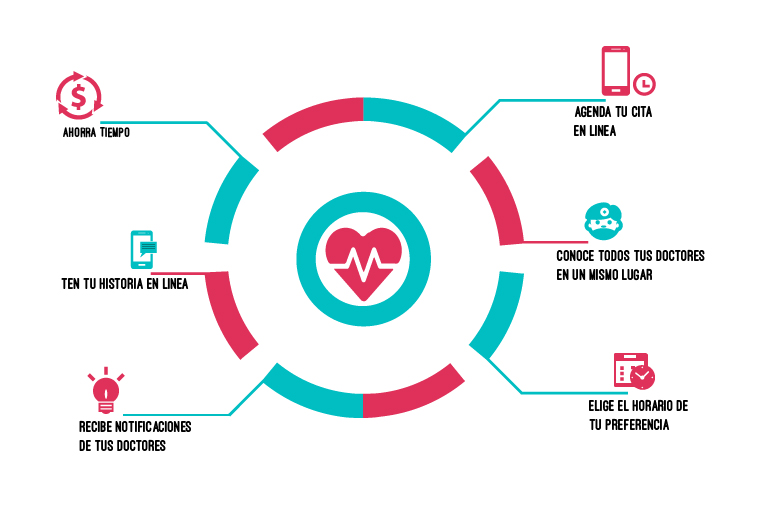 AHORRA TIEMPO
AGENDA TU CITA
EN LINEA
TEN TU HISTORIA EN LINEA
CONOCE TODOS TUS DOCTORES
EN UN MISMO LUGAR
RECIBE NOTIFICACIONES
DE TUS DOCTORES
ELIGE EL HORARIO DE
TU PREFERENCIA